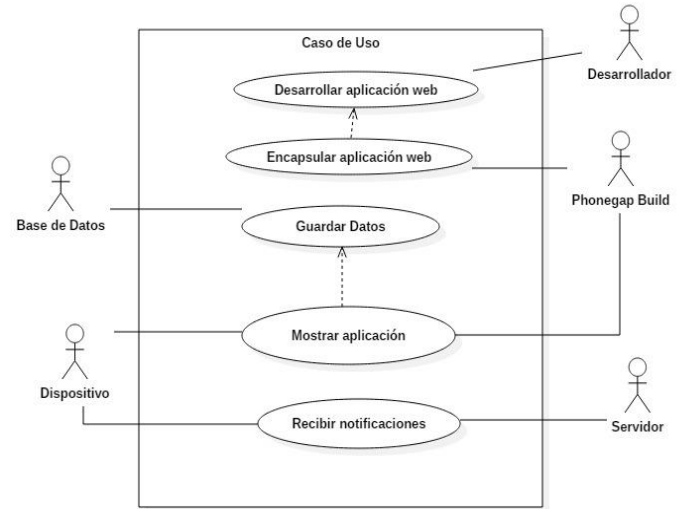 Caso de Uso
Desarrollar aplicación web
Desarrollador
Encapsular aplicación web
Phonegap Build
Base de Datos
Guardar Datos
Mostrar aplicación
Dispositivo
Recibir notificaciones
Servidor